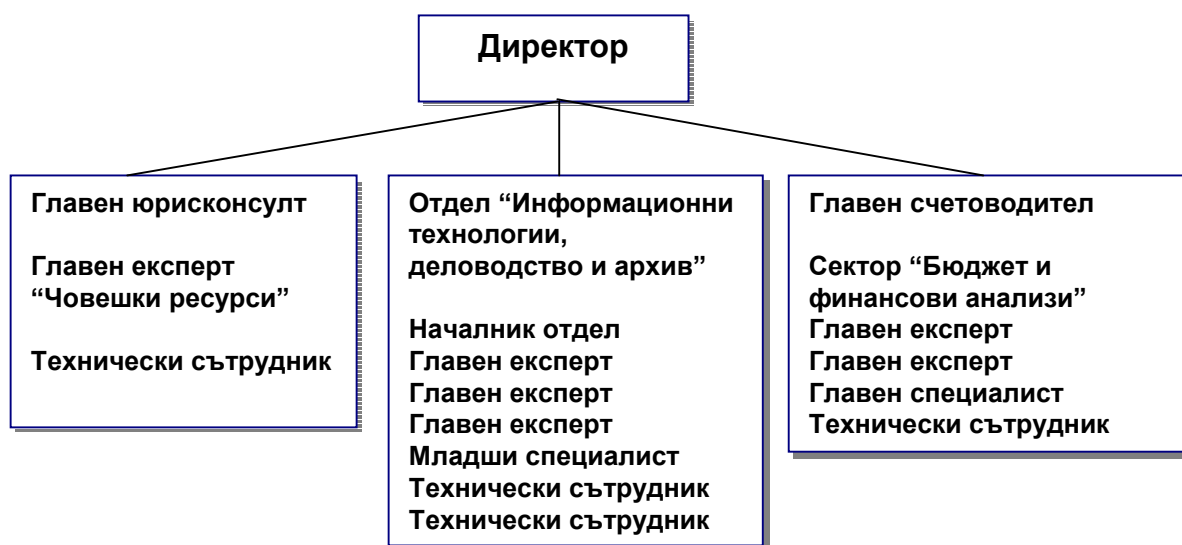 Директор
Главен юрисконсулт
Главен експерт
“Човешки ресурси”
Технически сътрудник
Отдел “Информационни
технологии,
деловодство и архив”
Началник отдел
Главен експерт
Главен експерт
Главен експерт
Младши специалист
Технически сътрудник
Технически сътрудник
Главен счетоводител
Сектор “Бюджет и
финансови анализи”
Главен експерт
Главен експерт
Главен специалист
Технически сътрудник